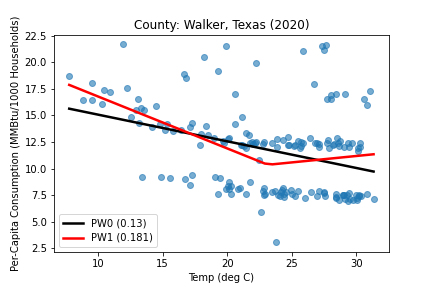 County: Walker, Texas (2020)
Per-Capita Consumption (MMBtu/1000 Households)
22.5
20.0
17.5
15.0
12.5
10.0
7.5
5.0
2.5
PW0 (0.13)
PW1 (0.181)
10
15
20
25
30
Temp (deg C)